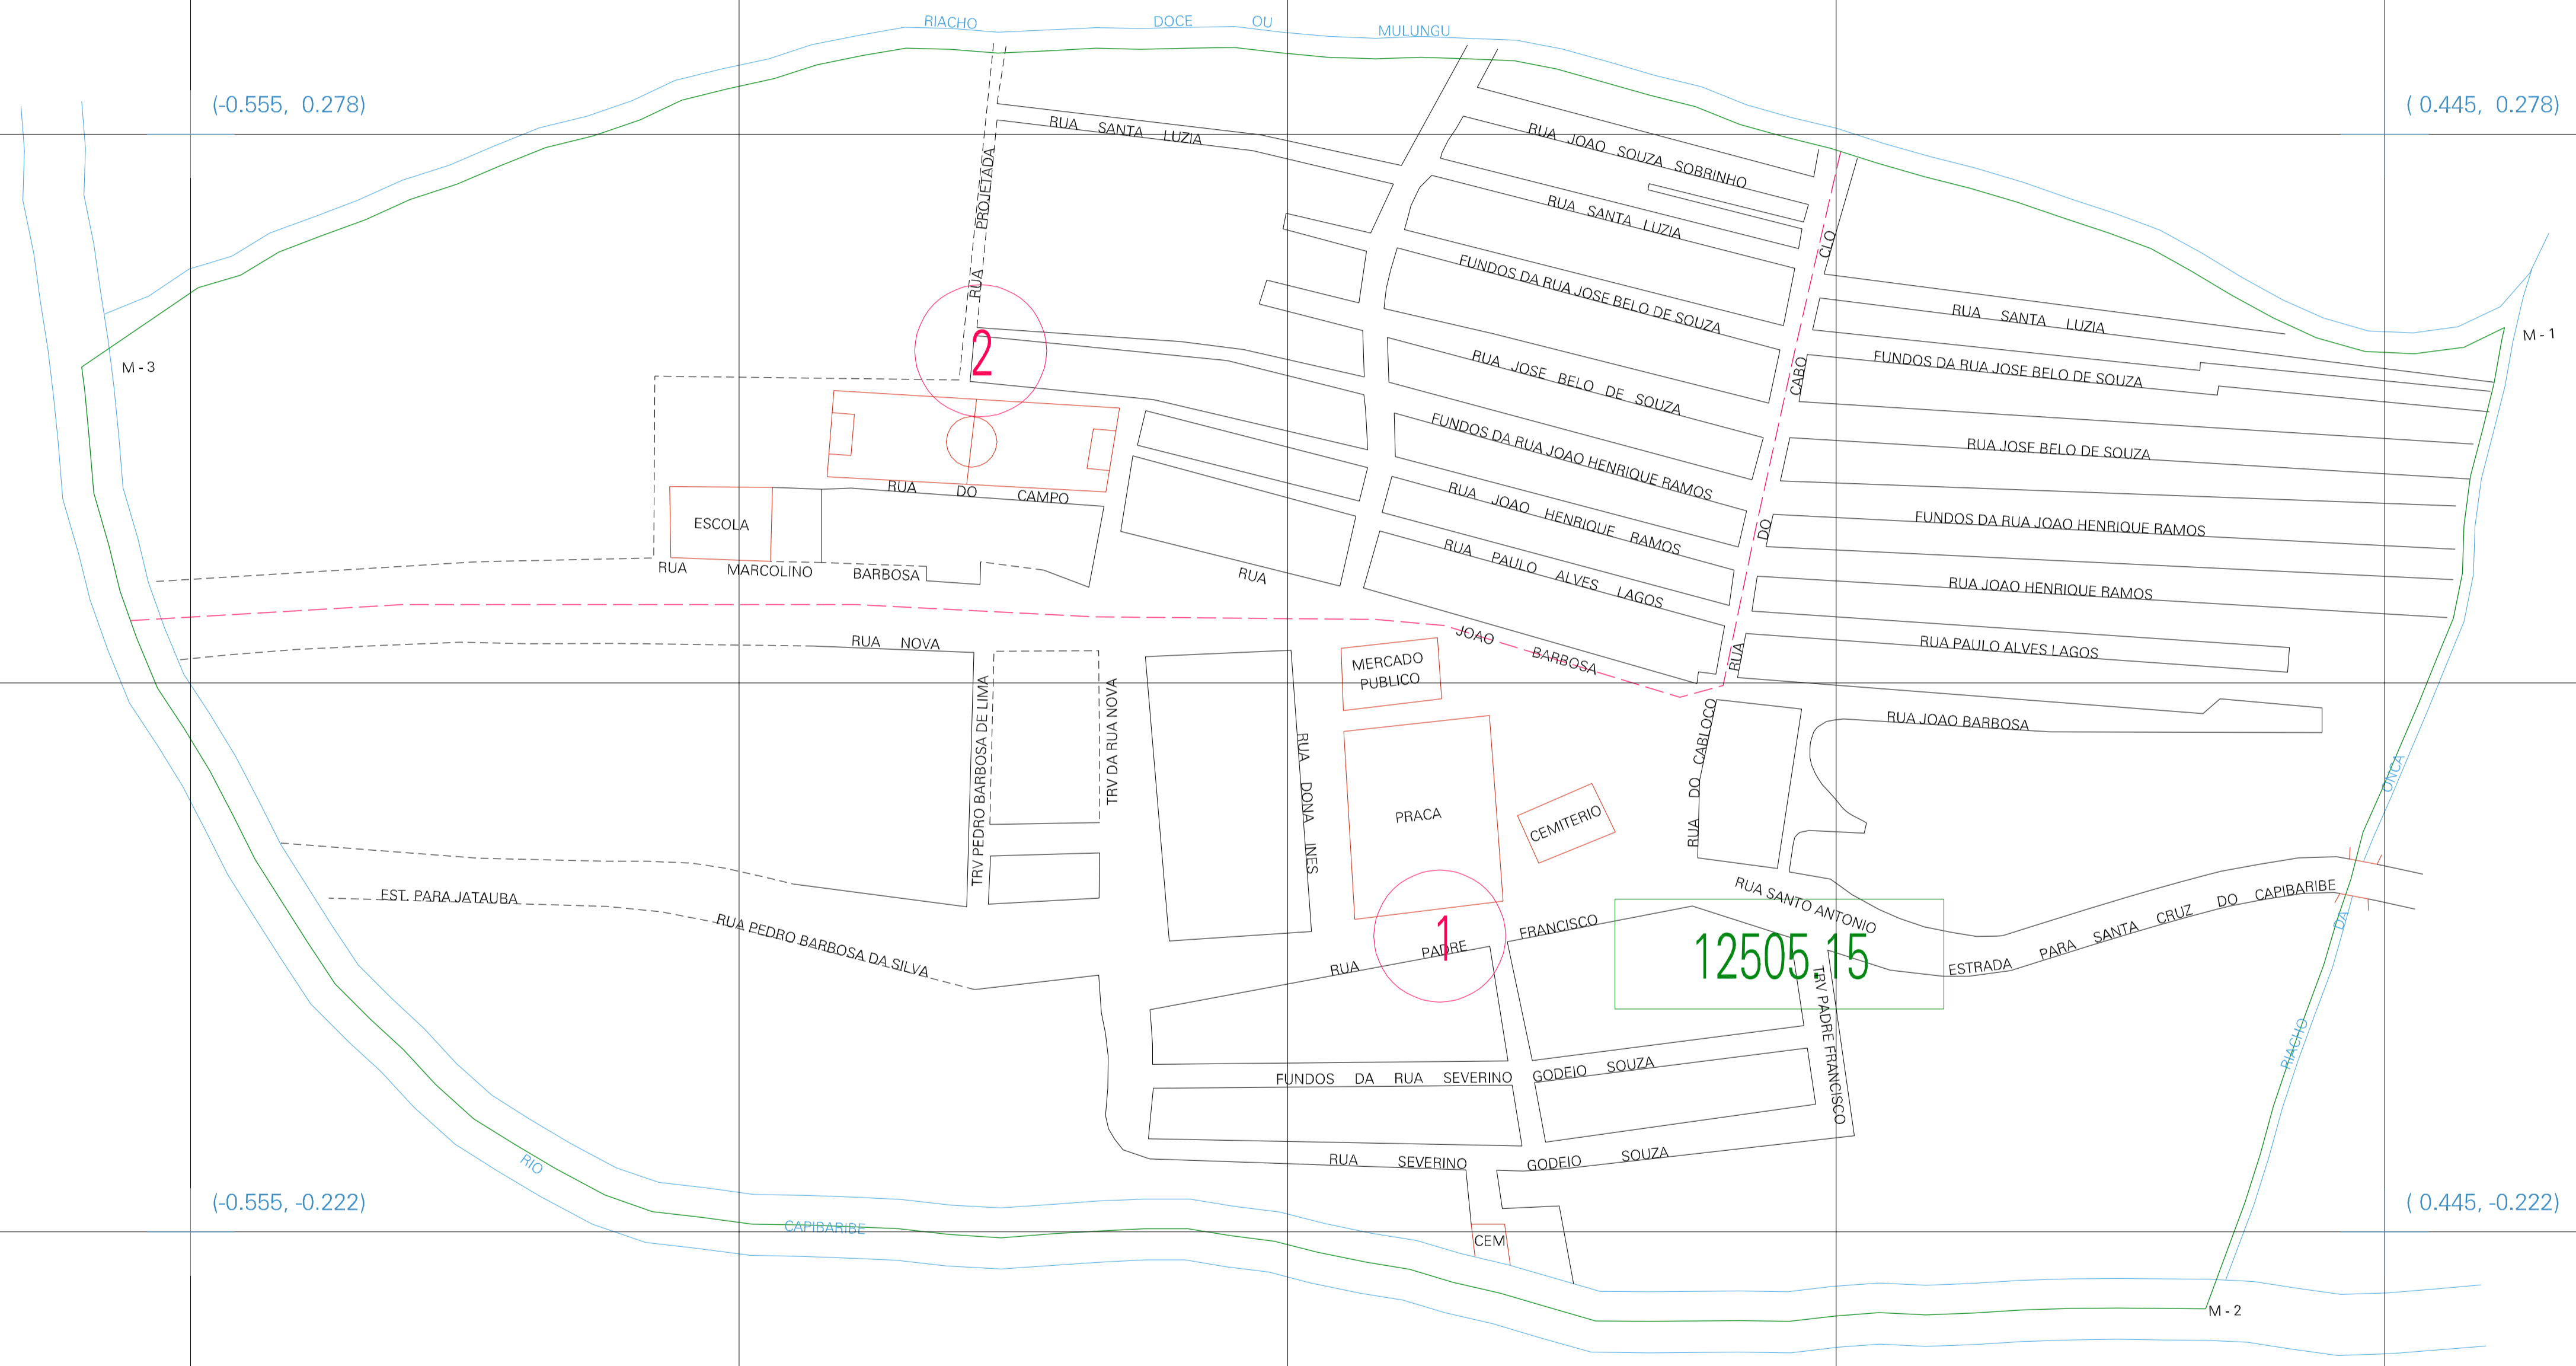 RIACHO DOCE OU MULUNGU
(-0.555, 0.278)
( 0.445, 0.278)
RUA SANTA LUZIA
RUA JOAO SOUZA SOBRINHO
RUA PROJETADA
RUA SANTA LUZIA
FUNDOS DA RUA JOSE BELO DE SOUZA
RUA SANTA LUZIA
M - 1
2
M - 3
RUA JOSE BELO DE SOUZA
FUNDOS DA RUA JOSE BELO DE SOUZA
RUA DO CABO CLO
FUNDOS DA RUA JOAO HENRIQUE RAMOS
RUA JOSE BELO DE SOUZA
RUA DO CAMPO
ESCOLA
RUA JOAO HENRIQUE RAMOS
FUNDOS DA RUA JOAO HENRIQUE RAMOS
RUA MARCOLINO BARBOSA
RUA PAULO ALVES LAGOS
RUA JOAO HENRIQUE RAMOS
RUA JOAO BARBOSA
RUA NOVA
MERCADO
PUBLICO
RUA PAULO ALVES LAGOS
RUA JOAO BARBOSA
TRV PEDRO BARBOSA DE LIMA
TRV DA RUA NOVA
RUA DONA INES
PRACA
CEMITERIO
RUA DO CABLOCO
RIACHO DA ONCA
EST. PARA JATAUBA
RUA PEDRO BARBOSA DA SILVA
RUA SANTO ANTONIO
ESTRADA PARA SANTA CRUZ DO CAPIBARIBE
RUA PADRE FRANCISCO
1
12505.15
TRV PADRE FRANCISCO
FUNDOS DA RUA SEVERINO GODEIO SOUZA
RUA SEVERINO GODEIO SOUZA
RIO CAPIBARIBE
(-0.555, -0.222)
( 0.445, -0.222)
CEM
M - 2